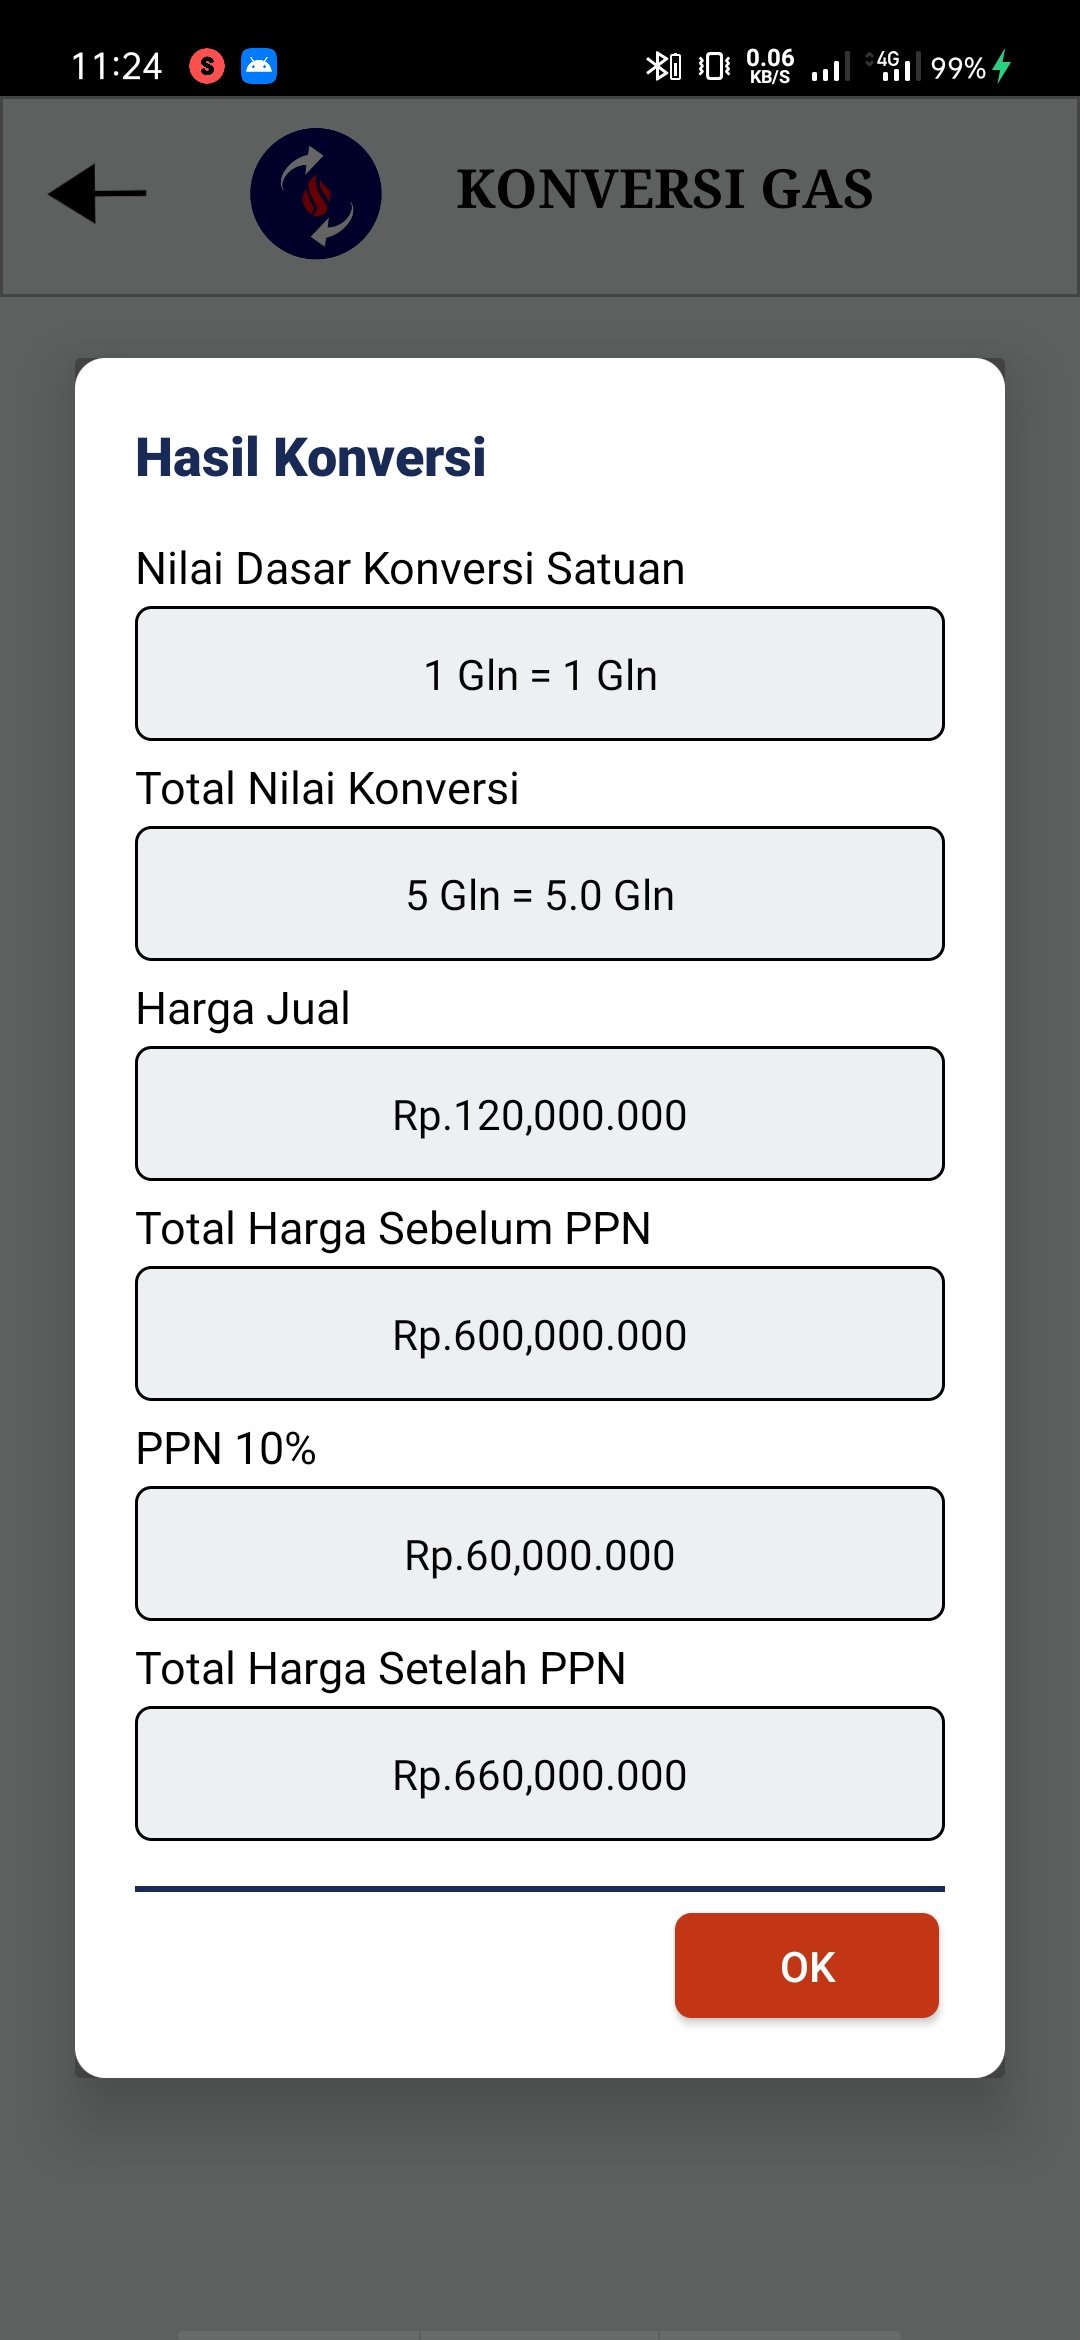 11:24 S 0.06 KB/S 4G 99%
KONVERSI GAS
Hasil Konversi
Nilai Dasar Konversi Satuan
1 Gln = 1 Gln
Total Nilai Konversi
5 Gln = 5.0 Gln
Harga Jual
Rp.120,000.000
Total Harga Sebelum PPN
Rp.600,000.000
PPN 10%
Rp.60,000.000
Total Harga Setelah PPN
Rp.660,000.000
OK